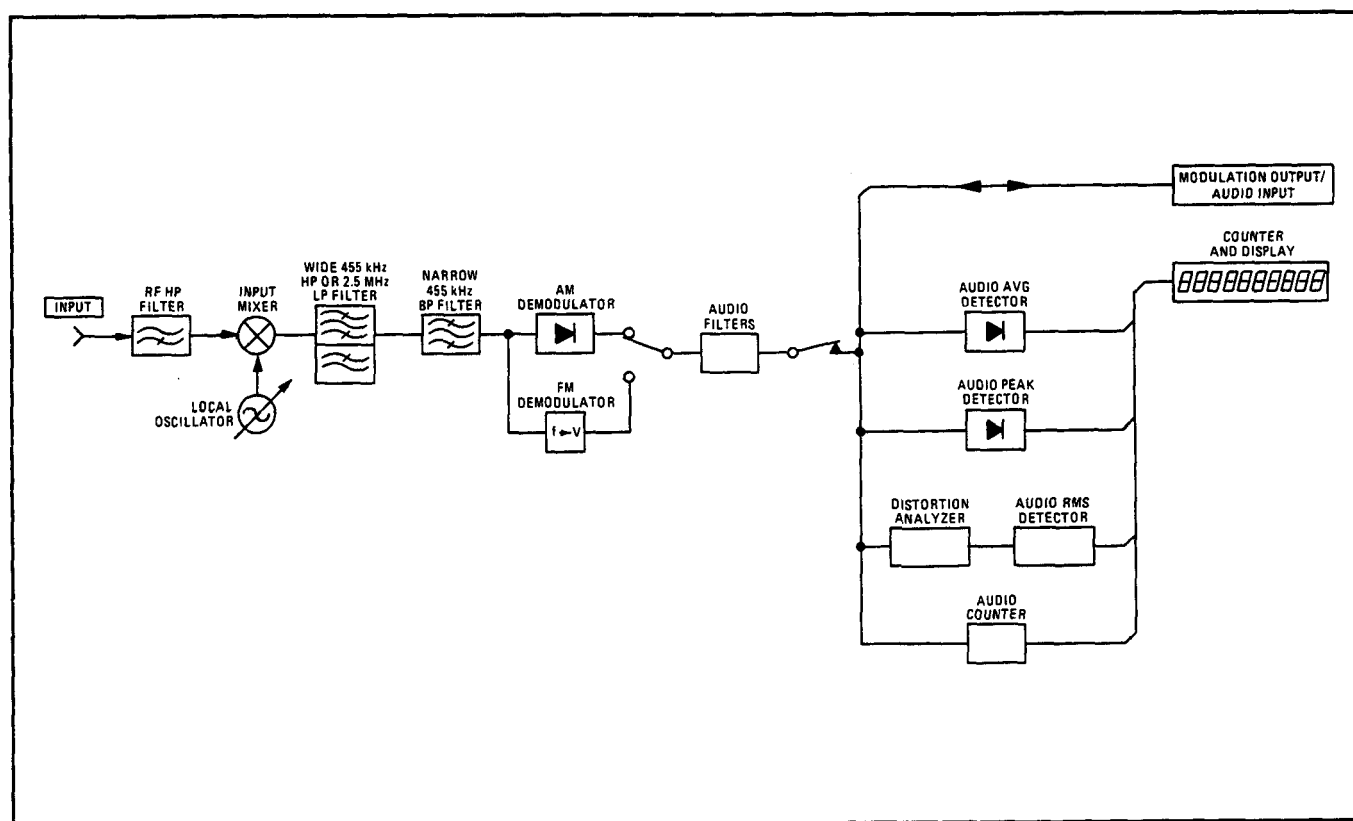 MODULATION OUTPUT/
AUDIO INPUT
COUNTER
AND DISPLAY
8888888888
INPUT
RF HP
FILTER
INPUT
MIXER
WIDE 455 kHz
HP OR 2.5 MHz
LP FILTER
NARROW
455 kHz
BP FILTER
AM
DEMODULATOR
AUDIO
FILTERS
AUDIO AVG
DETECTOR
LOCAL
OSCILLATOR
FM
DEMODULATOR
f►V
AUDIO PEAK
DETECTOR
DISTORTION
ANALYZER
AUDIO RMS
DETECTOR
AUDIO
COUNTER